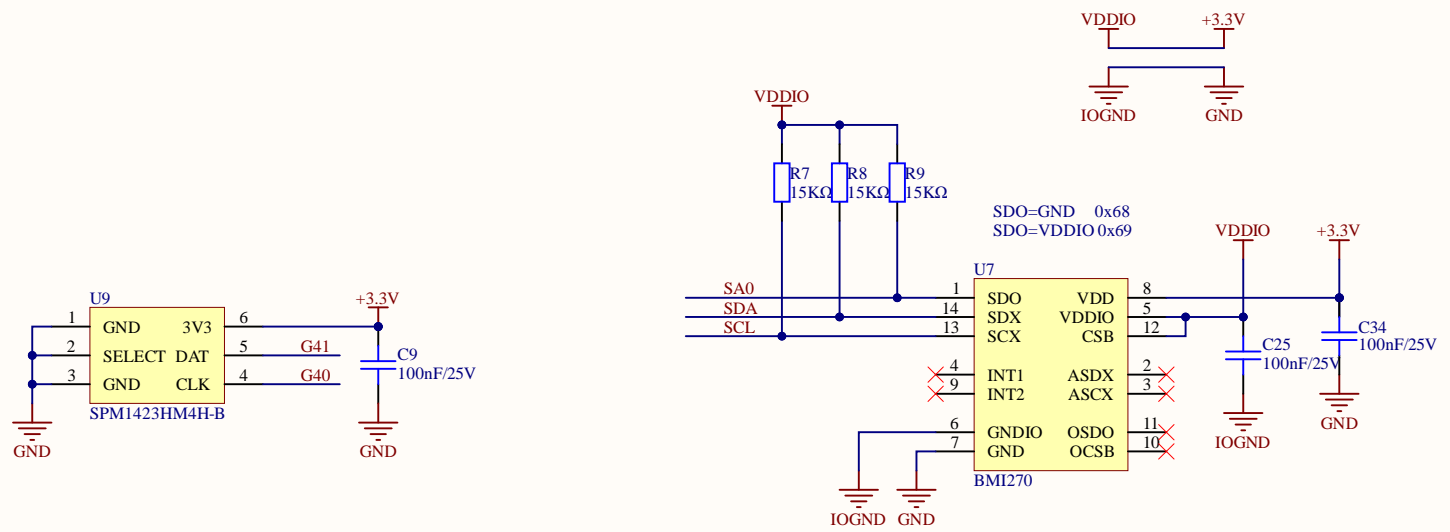 VDDIO +3.3V
IOGND GND
VDDIO
R7 R8 R9
15KΩ 15KΩ 15KΩ
SDO=GND 0x68
SDO=VDDIO 0x69
VDDIO +3.3V
U7
SA0 1 SDO VDD 8
SDA 14 SDX VDDIO 5
SCL 13 SCX CSB 12
C34
100nF/25V
C25
100nF/25V
4 INT1 ASDX 2
9 INT2 ASCX 3
GND
IOGND
6 GNDIO OSDO 11
7 GND OCSB 10
BMI270
IOGND GND
U9
+3.3V
1 GND 3V3 6
2 SELECT DAT 5 G41
3 GND CLK 4 G40
C9
100nF/25V
SPM1423HM4H-B
GND GND